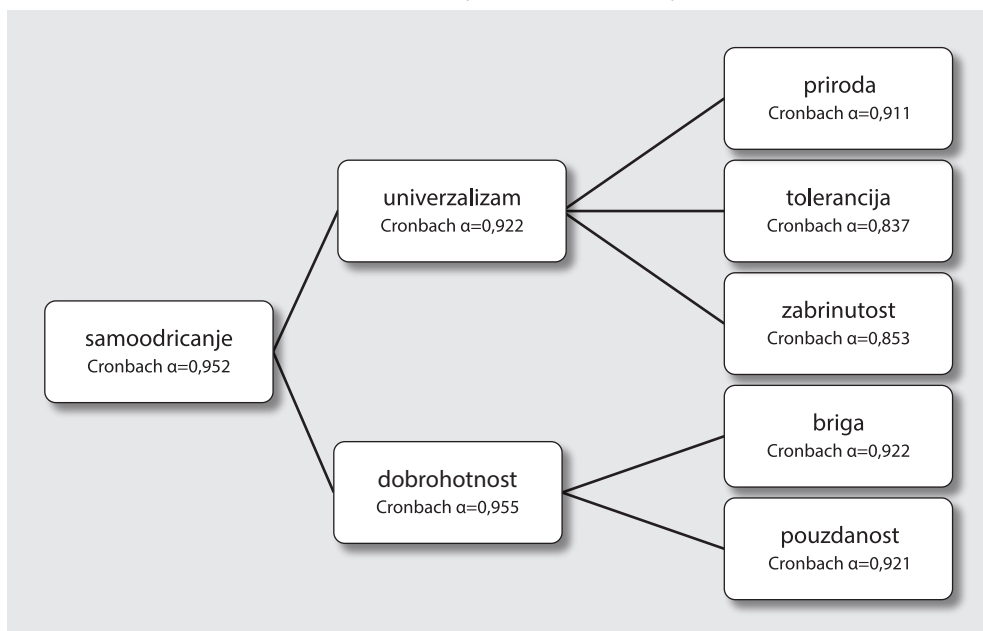 samoodricanje
Cronbach α=0,952
univerzalizam
Cronbach α=0,922
dobrohotnost
Cronbach α=0,955
priroda
Cronbach α=0,911
tolerancija
Cronbach α=0,837
zabrinutost
Cronbach α=0,853
briga
Cronbach α=0,922
pouzdanost
Cronbach α=0,921